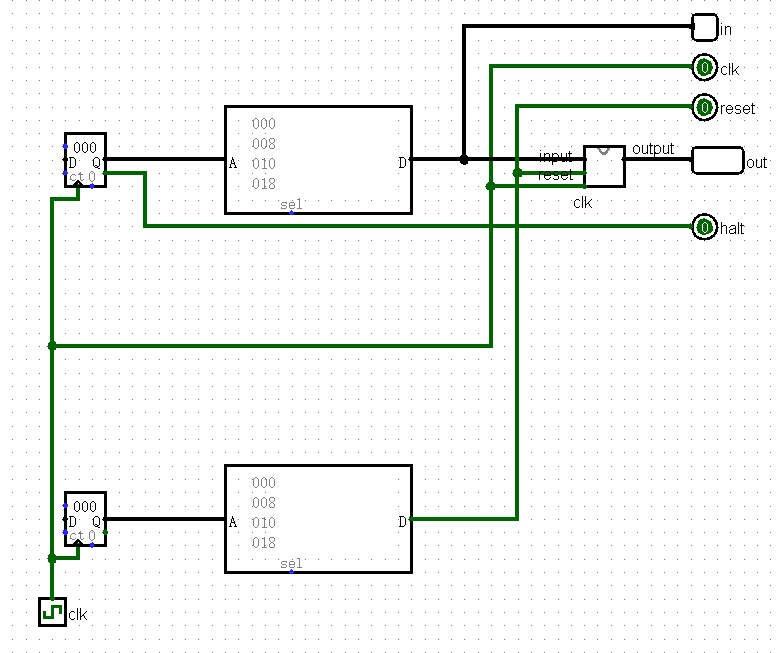 in
0 clk
0 reset
000
D Q
ct 0
000
008
010
018
A D
sel
input
reset
clk
output
out
0 halt
000
D Q
ct 0
000
008
010
018
A D
sel
clk